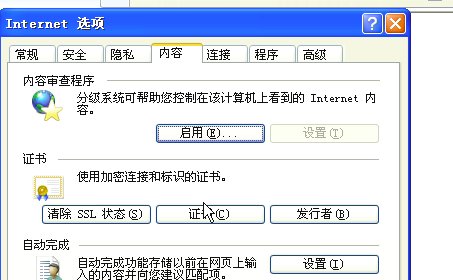 Internet 选项
常规 安全 隐私 内容 连接 程序 高级
内容审查程序
分级系统可帮助您控制在该计算机上看到的 Internet 内
容。
启用(E)... 设置(T)
证书
使用加密连接和标识的证书。
清除 SSL 状态(S) 证书(C) 发行者(B)
自动完成
自动完成功能存储以前在网页上输 设置(I)
入的内容并向您建议匹配项。